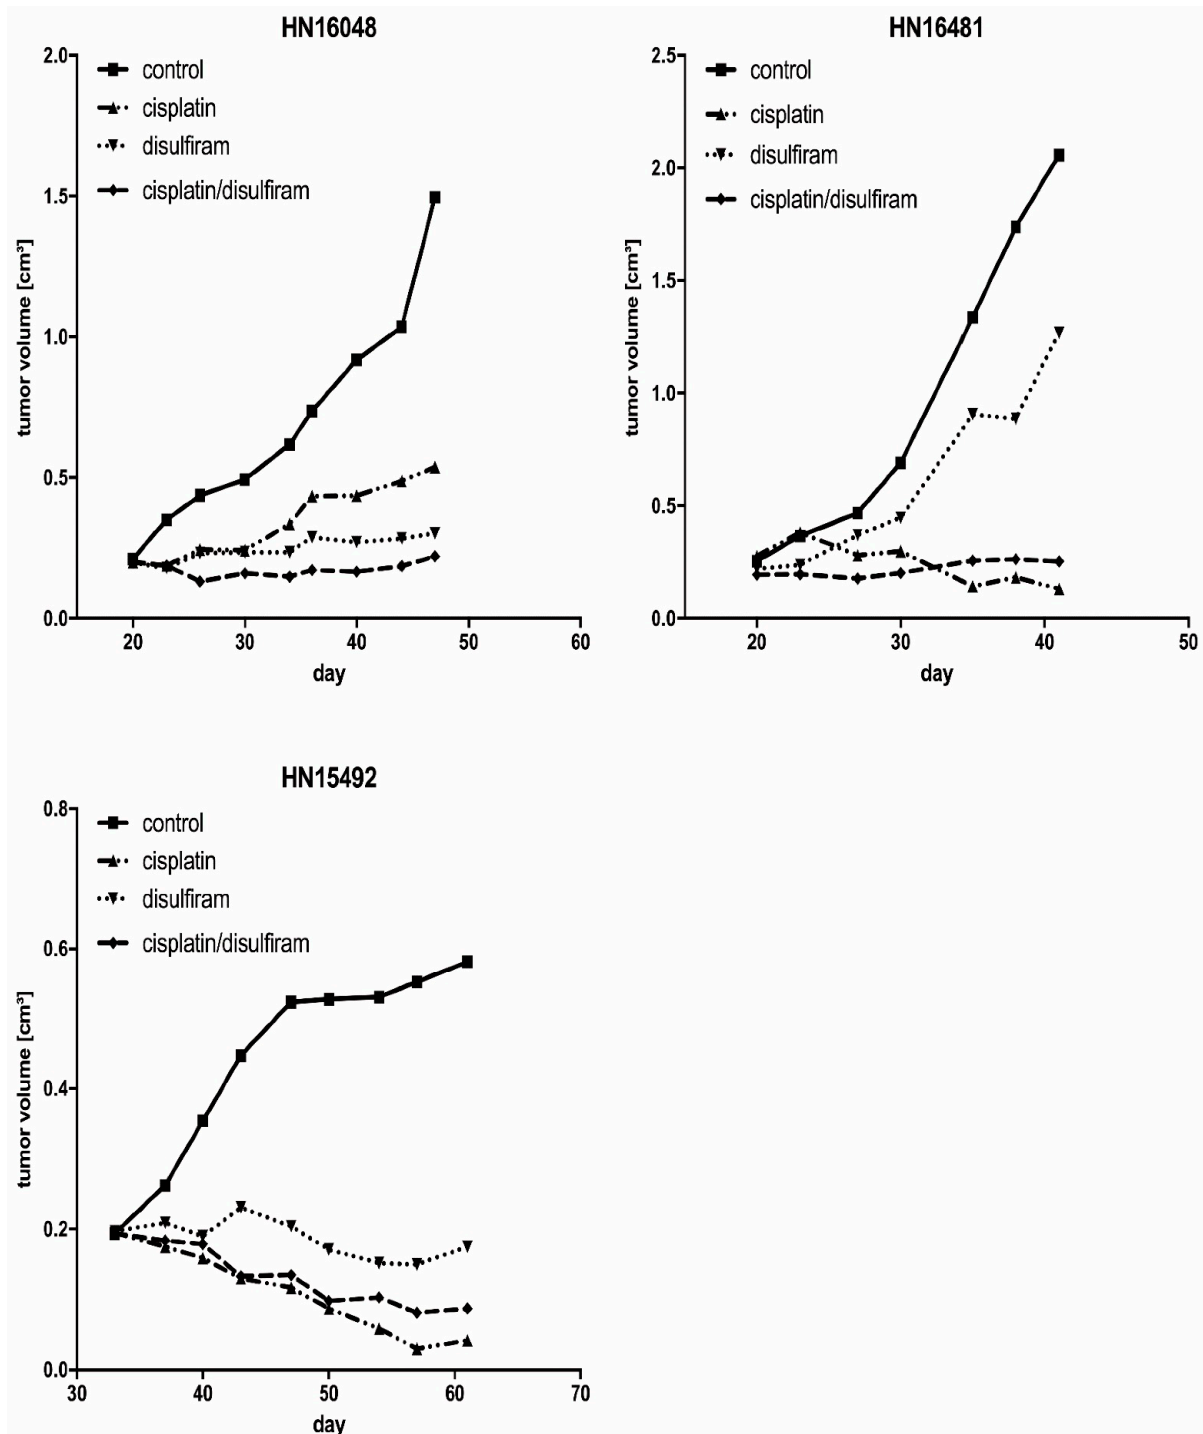 HN16048
2.0
1.5
1.0
0.5
0.0
tumor volume [cm³]
control
cisplatin
disulfiram
cisplatin/disulfiram
20 30 40 50 60
day
HN16481
2.5
2.0
1.5
1.0
0.5
0.0
tumor volume [cm³]
control
cisplatin
disulfiram
cisplatin/disulfiram
20 30 40 50
day
HN15492
0.8
0.6
0.4
0.2
0.0
tumor volume [cm³]
control
cisplatin
disulfiram
cisplatin/disulfiram
30 40 50 60 70
day